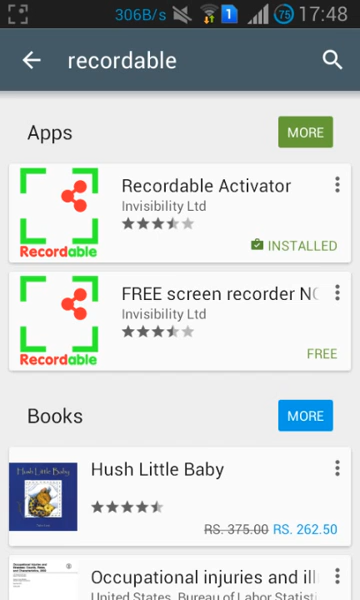 306B/s 1 75 17:48
recordable
Apps MORE
Recordable
Recordable Activator
Invisibility Ltd
INSTALLED
Recordable
FREE screen recorder NO
Invisibility Ltd
FREE
Books MORE
Hush Little Baby
Hush Little Baby
RS. 375.00 RS. 262.50
Occupational injuries and ill
United States. Bureau of Labor Statisti